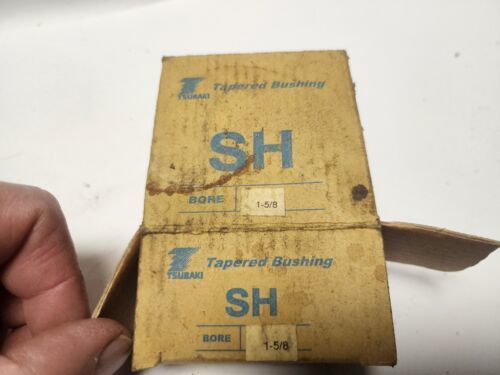 TSUBAKI Tapered Bushing
SH
BORE 1-5/8
TSUBAKI Tapered Bushing
SH
BORE 1-5/8